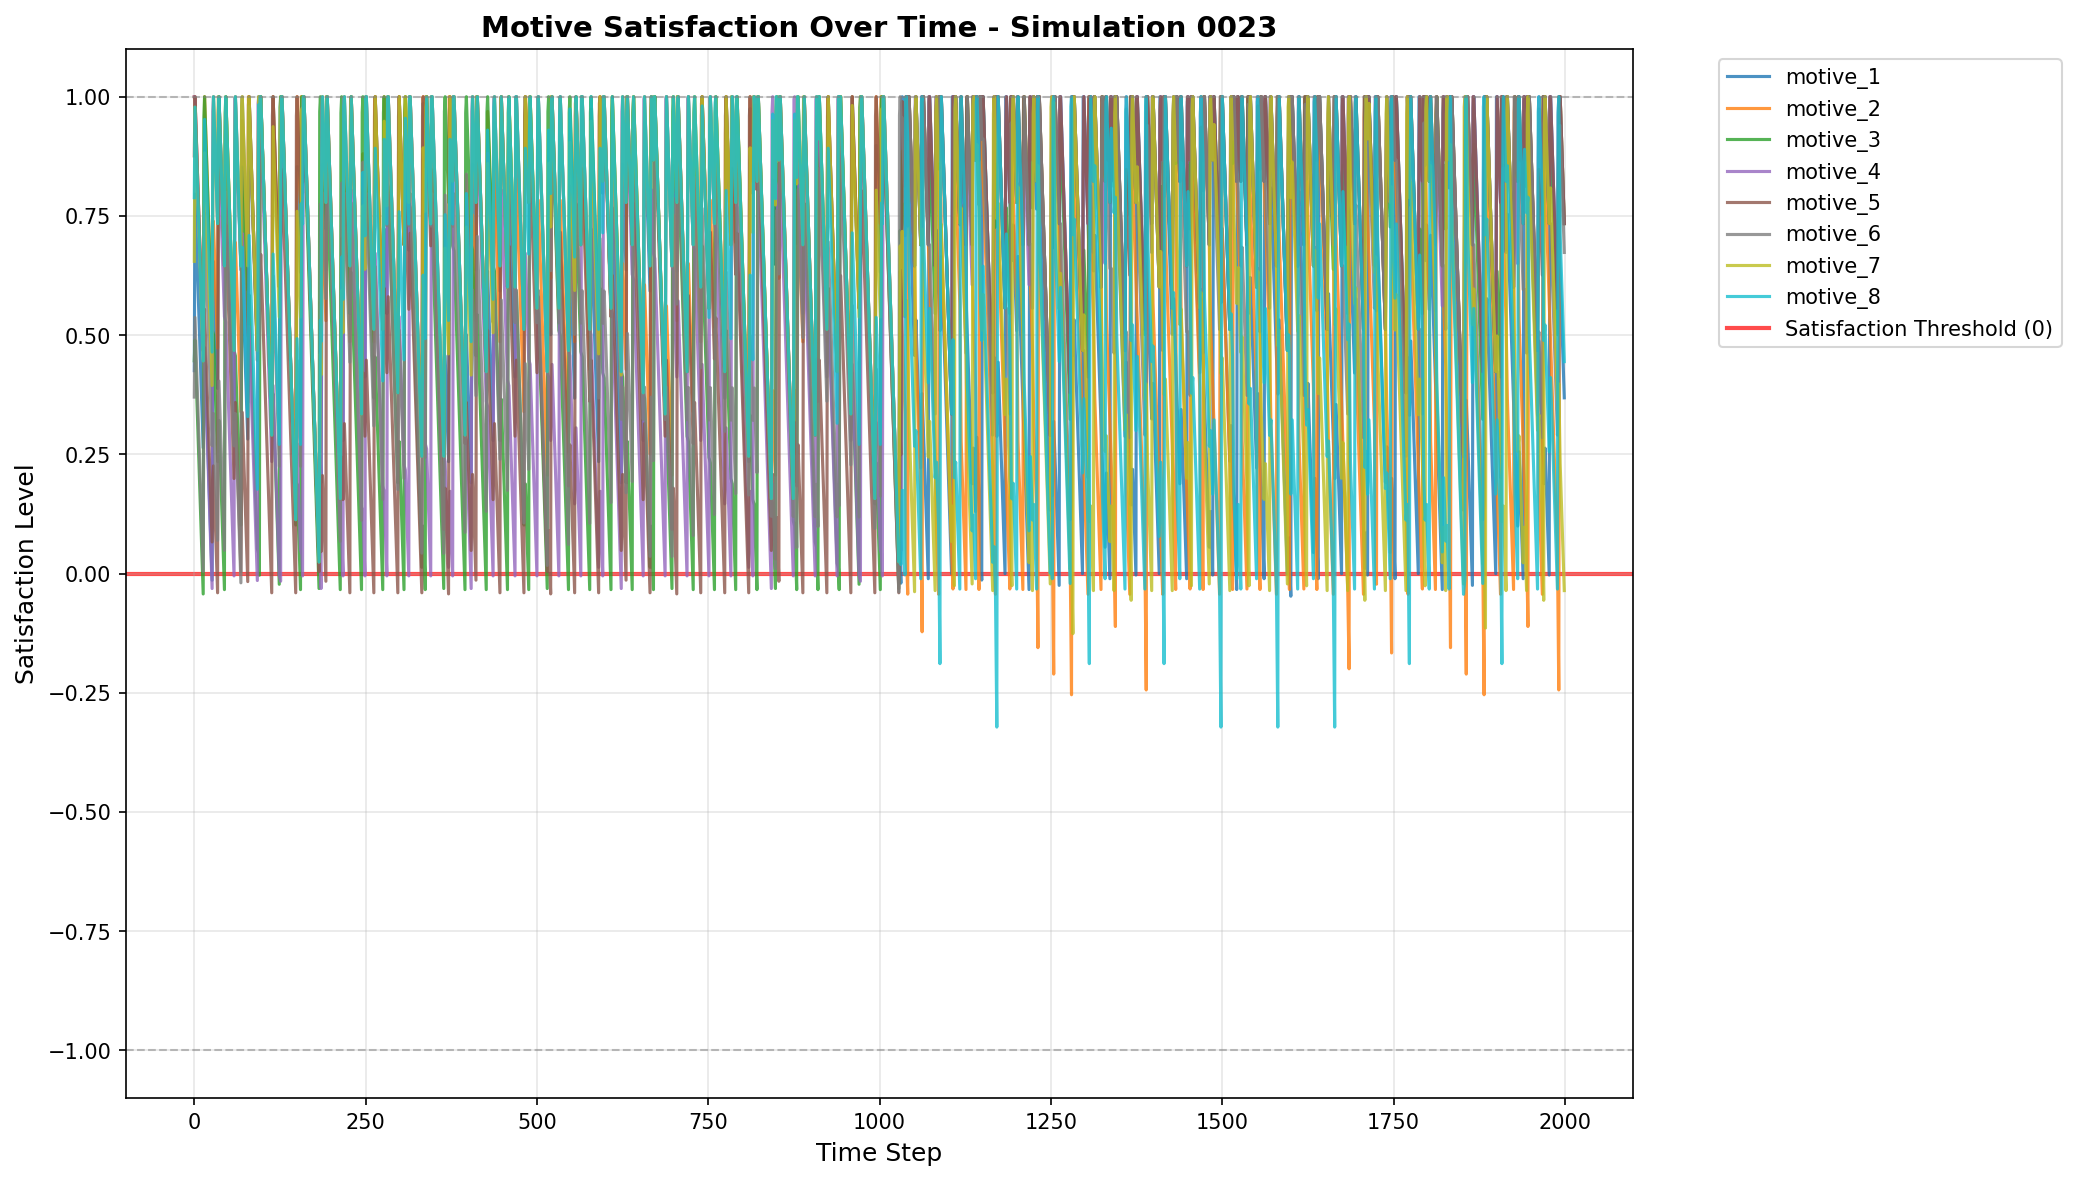 Motive Satisfaction Over Time - Simulation 0023
1.00
0.75
0.50
0.25
0.00
−0.25
−0.50
−0.75
−1.00
Satisfaction Level
0 250 500 750 1000 1250 1500 1750 2000
Time Step
motive_1
motive_2
motive_3
motive_4
motive_5
motive_6
motive_7
motive_8
Satisfaction Threshold (0)